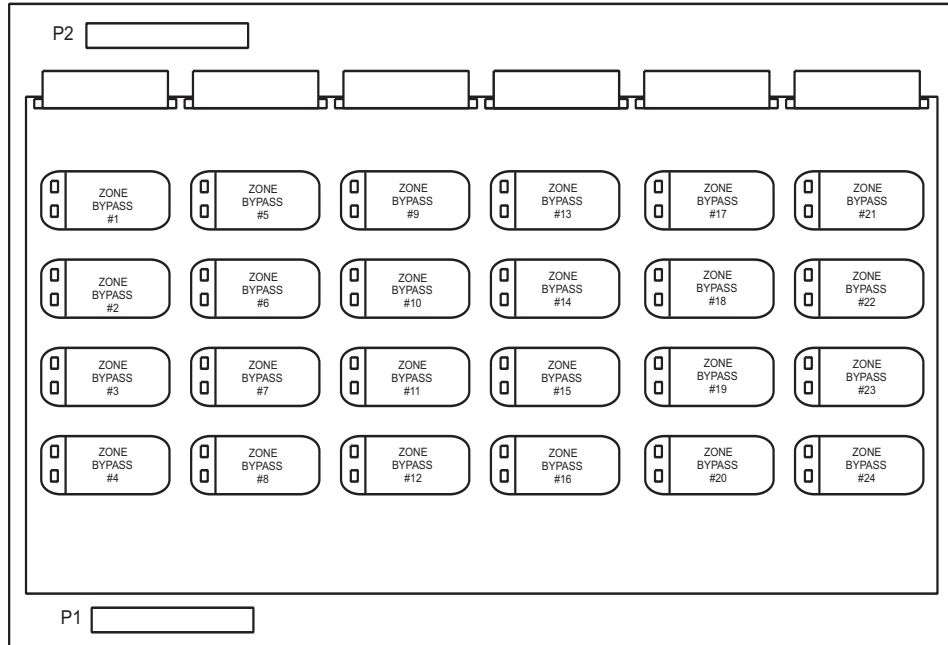 P2
ZONE
BYPASS
#1
ZONE
BYPASS
#5
ZONE
BYPASS
#9
ZONE
BYPASS
#13
ZONE
BYPASS
#17
ZONE
BYPASS
#21
ZONE
BYPASS
#2
ZONE
BYPASS
#6
ZONE
BYPASS
#10
ZONE
BYPASS
#14
ZONE
BYPASS
#18
ZONE
BYPASS
#22
ZONE
BYPASS
#3
ZONE
BYPASS
#7
ZONE
BYPASS
#11
ZONE
BYPASS
#15
ZONE
BYPASS
#19
ZONE
BYPASS
#23
ZONE
BYPASS
#4
ZONE
BYPASS
#8
ZONE
BYPASS
#12
ZONE
BYPASS
#16
ZONE
BYPASS
#20
ZONE
BYPASS
#24
P1